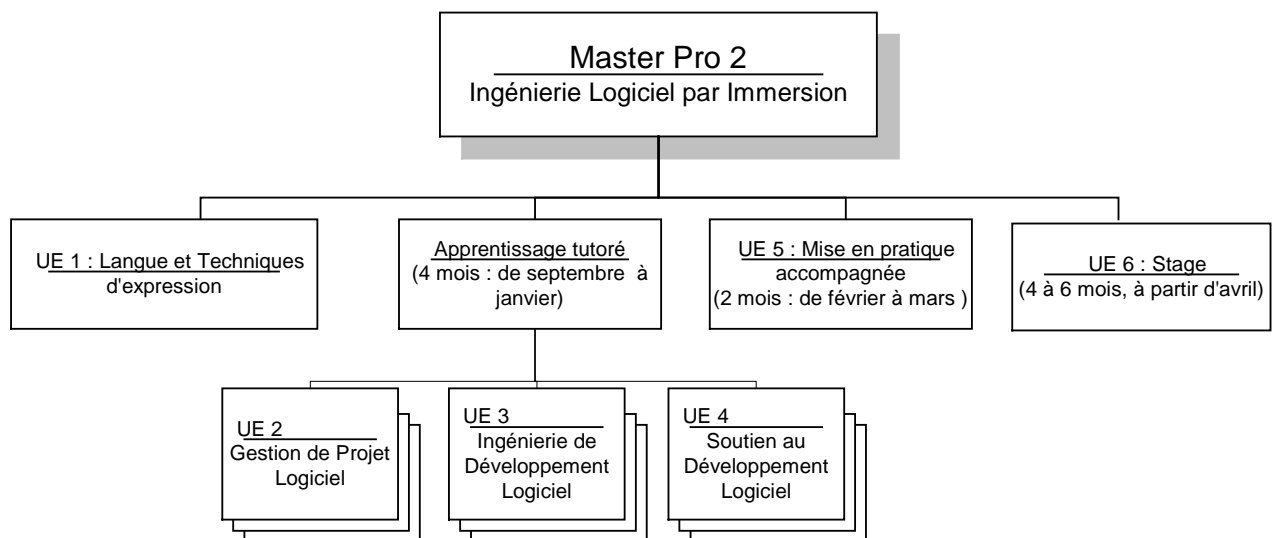 Master Pro 2
Ingénierie Logiciel par Immersion
UE 1 : Langue et Techniques
d'expression
Apprentissage tutoré
(4 mois : de septembre à
janvier)
UE 5 : Mise en pratique
accompagnée
(2 mois : de février à mars )
UE 6 : Stage
(4 à 6 mois, à partir d'avril)
UE 2
Gestion de Projet
Logiciel
UE 3
Ingénierie de
Développement
Logiciel
UE 4
Soutien au
Développement
Logiciel